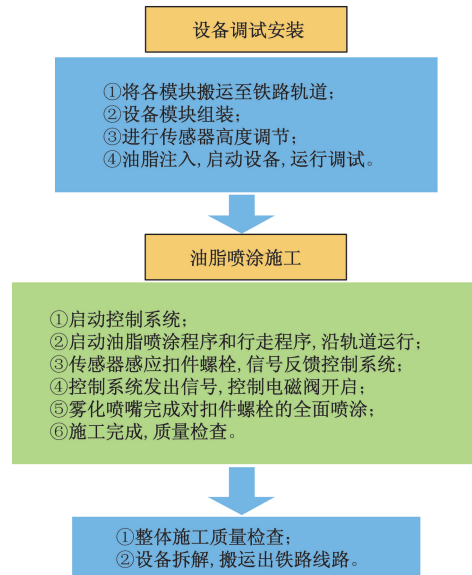 设备调试安装
①将各模块搬运至铁路轨道;
②设备模块组装;
③进行传感器高度调节;
④油脂注入,启动设备,运行调试。
油脂喷涂施工
①启动控制系统;
②启动油脂喷涂程序和行走程序,沿轨道运行;
③传感器感应扣件螺栓,信号反馈控制系统;
④控制系统发出信号,控制电磁阀开启;
⑤雾化喷嘴完成对扣件螺栓的全面喷涂;
⑥施工完成,质量检查。
①整体施工质量检查;
②设备拆解,搬运出铁路线路。